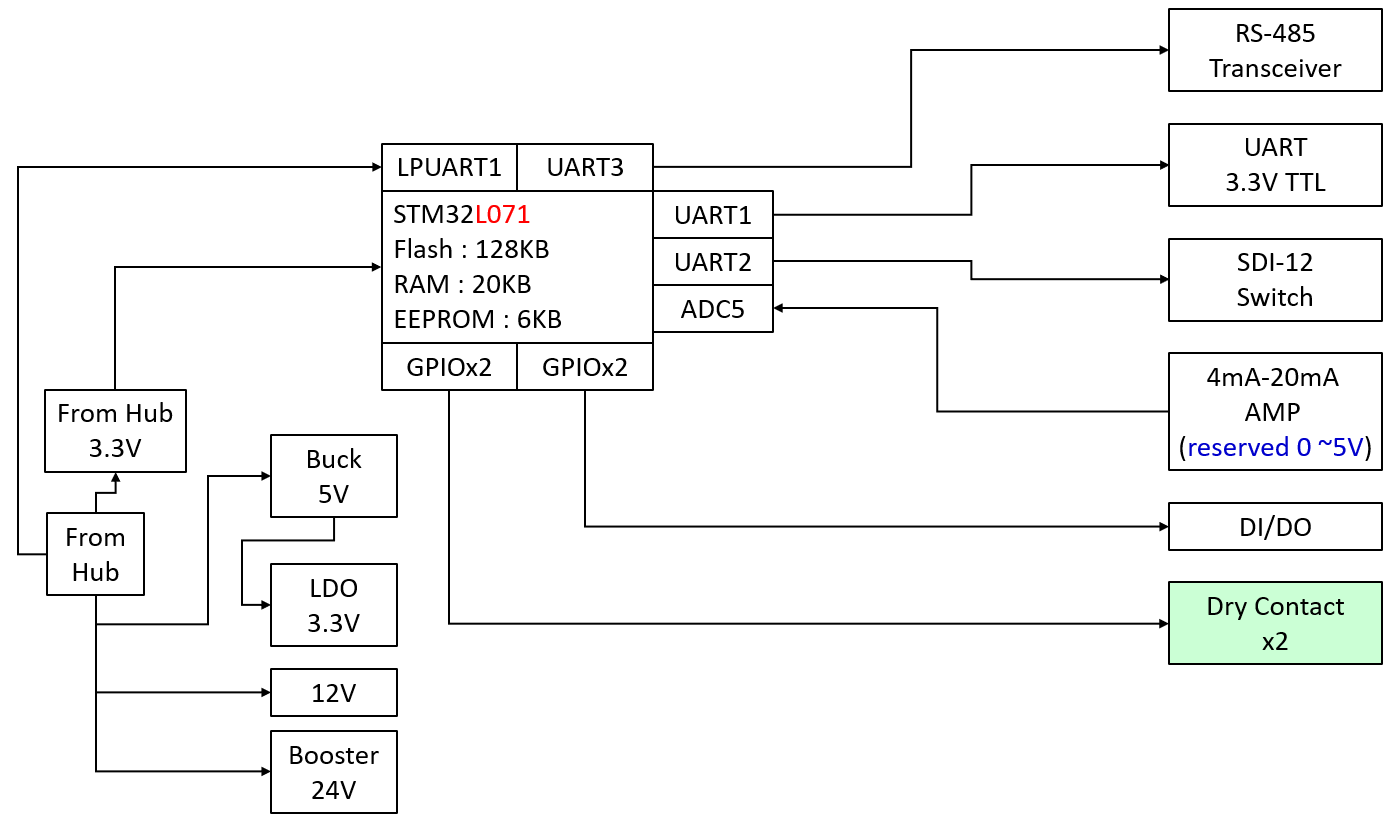 RS-485
Transceiver
UART
3.3V TTL
LPUART1
UART3
STM32L071
Flash : 128KB
RAM : 20KB
EEPROM : 6KB
UART1
UART2
ADC5
GPIOx2
GPIOx2
SDI-12
Switch
4mA-20mA
AMP
(reserved 0 ~5V)
From Hub
3.3V
Buck
5V
From
Hub
LDO
3.3V
12V
Booster
24V
DI/DO
Dry Contact
x2